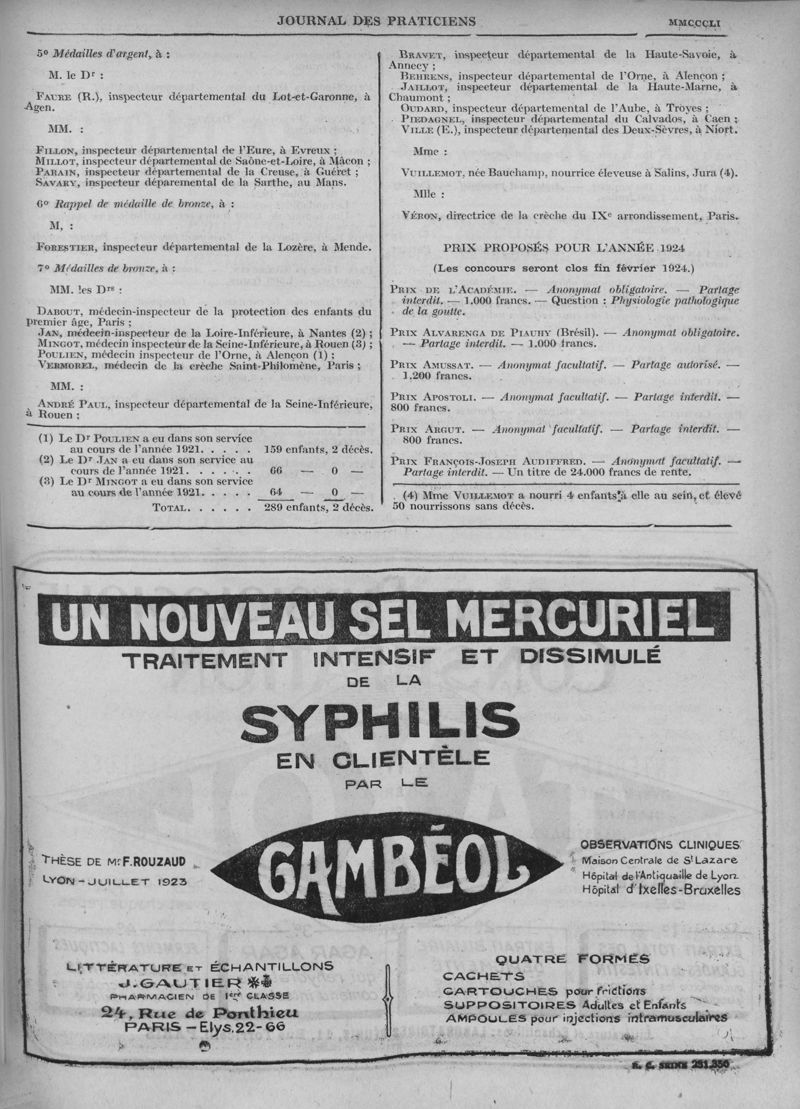 JOURNAL DES PRATICIENS
MMCCCLI
5º Médailles d'argent, à :
M. le Dr :
FAURE (R.), inspecteur départemental du Lot-et-Garonne, à
Agen.
MM. :
FILLON, inspecteur départemental de l'Eure, à Evreux ;
MILLOT, inspecteur départemental de Saône-et-Loire, à Mâcon ;
PARAIN, inspecteur départemental de la Creuse, à Guéret ;
SAVARY, inspecteur déparemental de la Sarthe, au Mans.
6º Rappel de médaille de bronze, à :
M, :
FORESTIER, inspecteur départemental de la Lozère, à Mende.
7º Médailles de bronze, à :
MM. les Drs :
DABOUT, médecin-inspecteur de la protection des enfants du
premier âge, Paris ;
JAN, médecin-inspecteur de la Loire-Inférieure, à Nantes (2) ;
MINGOT, médecin inspecteur de la Seine-Inférieure, à Rouen (3) ;
POULIEN, médecin inspecteur de l'Orne, à Alençon (1) ;
VERMOREL, médecin de la crèche Saint-Philomène, Paris ;
MM. :
ANDRÉ PAUL, inspecteur départemental de la Seine-Inférieure,
à Rouen ;
(1) Le Dr POULIEN a eu dans son service
au cours de l'année 1921. . . . . 159 enfants, 2 décès.
(2) Le Dr JAN a eu dans son service au
cours de l'année 1921. . . . . . . 66 — 0 —
(3) Le Dr MINGOT a eu dans son service
au cours de l'année 1921. . . . . 64 — 0 —
TOTAL. . . . . . 289 enfants, 2 décès.
BRAVET, inspecteur départemental de la Haute-Savoie, à
Annecy ;
BEHRENS, inspecteur départemental de l'Orne, à Alençon ;
JAILLOT, inspecteur départemental de la Haute-Marne, à
Chaumont ;
OUDARD, inspecteur départemental de l'Aube, à Troyes ;
PIEDAGNEL, inspecteur départemental du Calvados, à Caen ;
VILLE (E.), inspecteur départemental des Deux-Sèvres, à Niort.
Mme :
VUILLEMOT, née Bauchamp, nourrice éleveuse à Salins, Jura (4).
Mlle :
VÉRON, directrice de la crèche du IXe arrondissement, Paris.
PRIX PROPOSÉS POUR L'ANNÉE 1924
(Les concours seront clos fin février 1924.)
PRIX DE L'ACADÉMIE. — Anonymat obligatoire. — Partage
interdit. — 1.000 francs. — Question : Physiologie pathologique
de la goutte.
PRIX ALVARENGA DE PIAUHY (Brésil). — Anonymat obligatoire.
— Partage interdit. — 1.000 francs.
PRIX AMUSSAT. — Anonymat facultatif. — Partage autorisé. —
1.200 francs.
PRIX APOSTOLI. — Anonymat facultatif. — Partage interdit. —
800 francs.
PRIX ARGUT. — Anonymat facultatif. — Partage interdit. —
800 francs.
PRIX FRANÇOIS-JOSEPH AUDIFFRED. — Anonymat facultatif. —
Partage interdit. — Un titre de 24.000 francs de rente.
(4) Mme VUILLEMOT a nourri 4 enfants à elle au sein, et élevé
50 nourrissons sans décès.
UN NOUVEAU SEL MERCURIEL
TRAITEMENT INTENSIF ET DISSIMULÉ
DE LA
SYPHILIS
EN CLIENTÈLE
PAR LE
GAMBÉOL
THÈSE DE Mr F. ROUZAUD
LYON – JUILLET 1923
OBSERVATIONS CLINIQUES
Maison Centrale de St Lazare
Hôpital de l'Antiquaille de Lyon
Hôpital d'Ixelles-Bruxelles
LITTÉRATURE ET ÉCHANTILLONS
J. GAUTIER
PHARMACIEN DE 1ère CLASSE
24, Rue de Ponthieu
PARIS – Elys. 22-66
QUATRE FORMES
CACHETS
CARTOUCHES pour frictions
SUPPOSITOIRES Adultes et Enfants
AMPOULES pour injections intramusculaires
R. C. SEINE 231.350